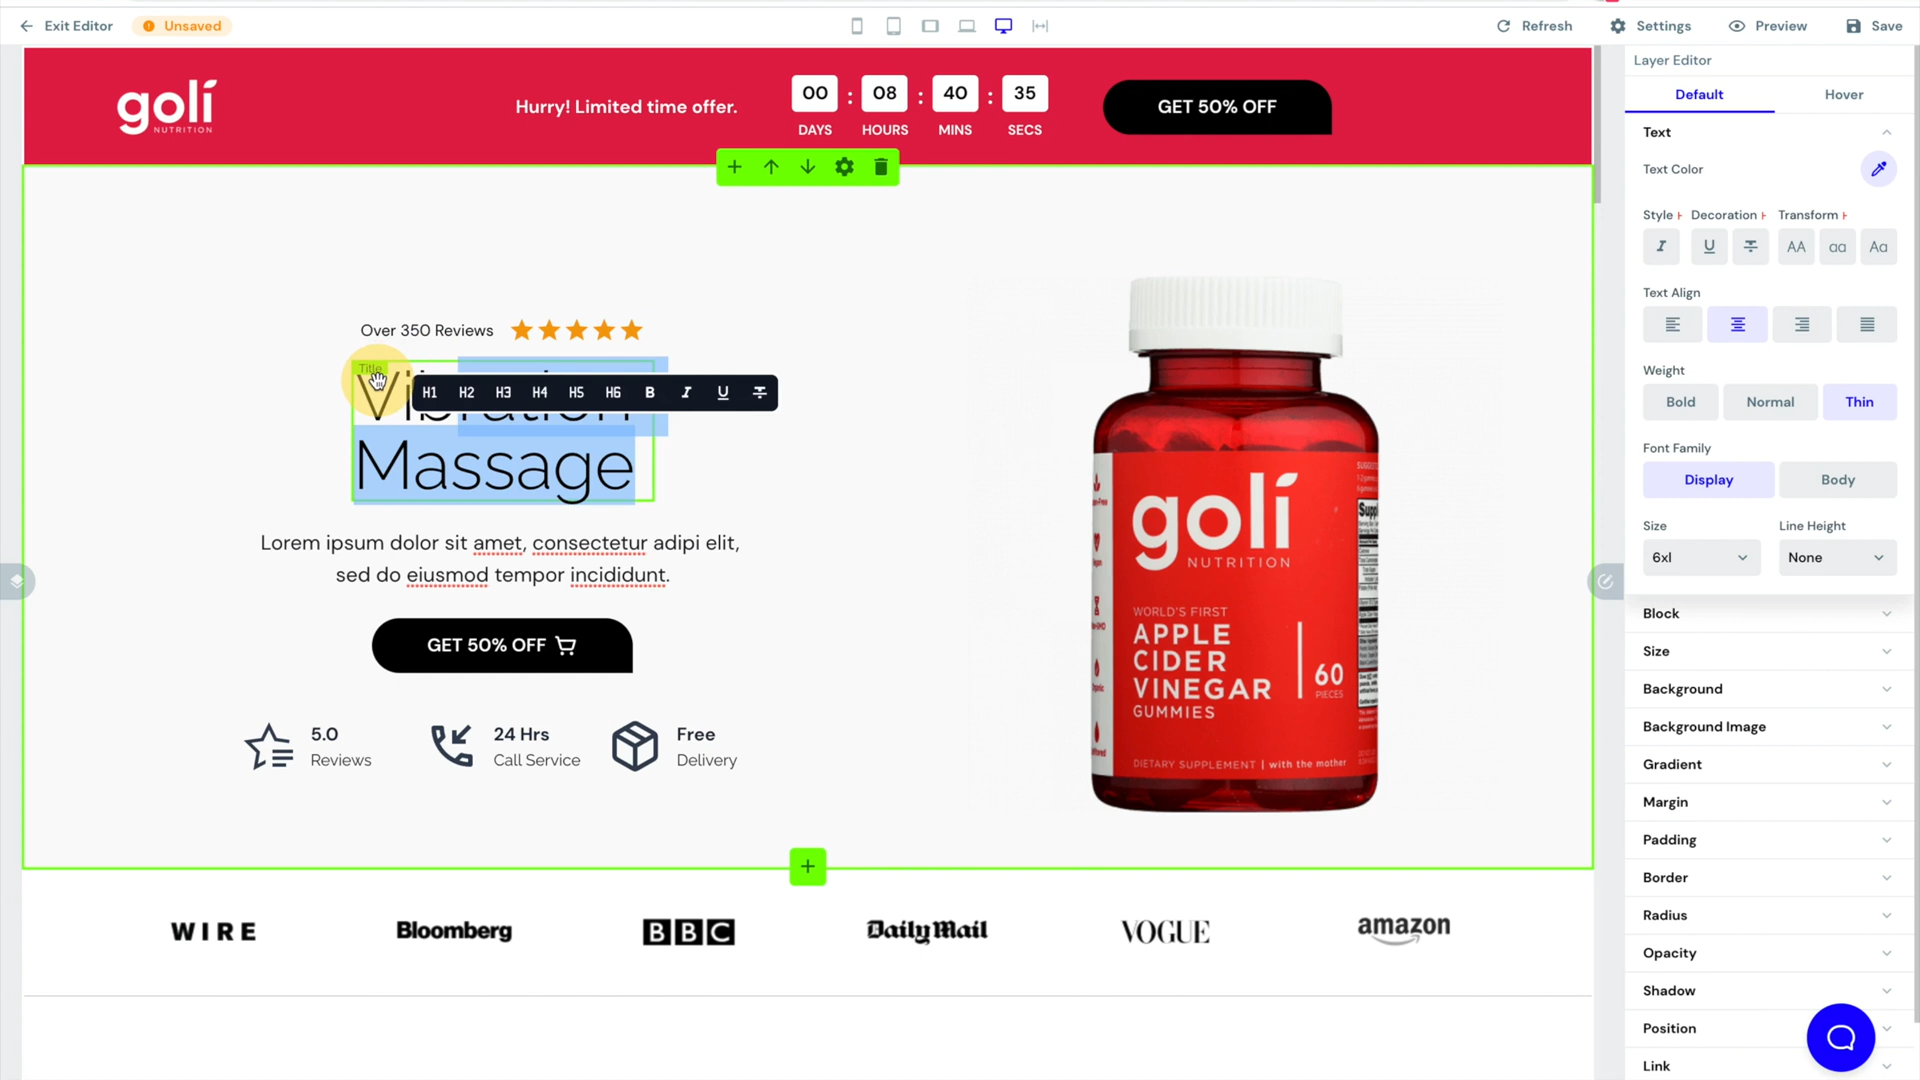 Exit Editor
Unsaved
Refresh
Settings
Preview
Save
goli
NUTRITION
Hurry! Limited time offer.
00 : 08 : 40 : 35
DAYS HOURS MINS SECS
GET 50% OFF
Over 350 Reviews
Title
Vibration
H1 H2 H3 H4 H5 H6 B I U T
Massage
Lorem ipsum dolor sit amet, consectetur adipi elit,
sed do eiusmod tempor incididunt.
GET 50% OFF
5.0
Reviews
24 Hrs
Call Service
Free
Delivery
goli
NUTRITION
WORLD'S FIRST
APPLE
CIDER
VINEGAR
GUMMIES
60
PIECES
DIETARY SUPPLEMENT | with the mother
WIRE
Bloomberg
BBC
Daily Mail
VOGUE
amazon
Layer Editor
Default
Hover
Text
Text Color
Style
Decoration
Transform
I U T AA aa Aa
Text Align
Weight
Bold
Normal
Thin
Font Family
Display
Body
Size
Line Height
6xl
None
Block
Size
Background
Background Image
Gradient
Margin
Padding
Border
Radius
Opacity
Shadow
Position
Link